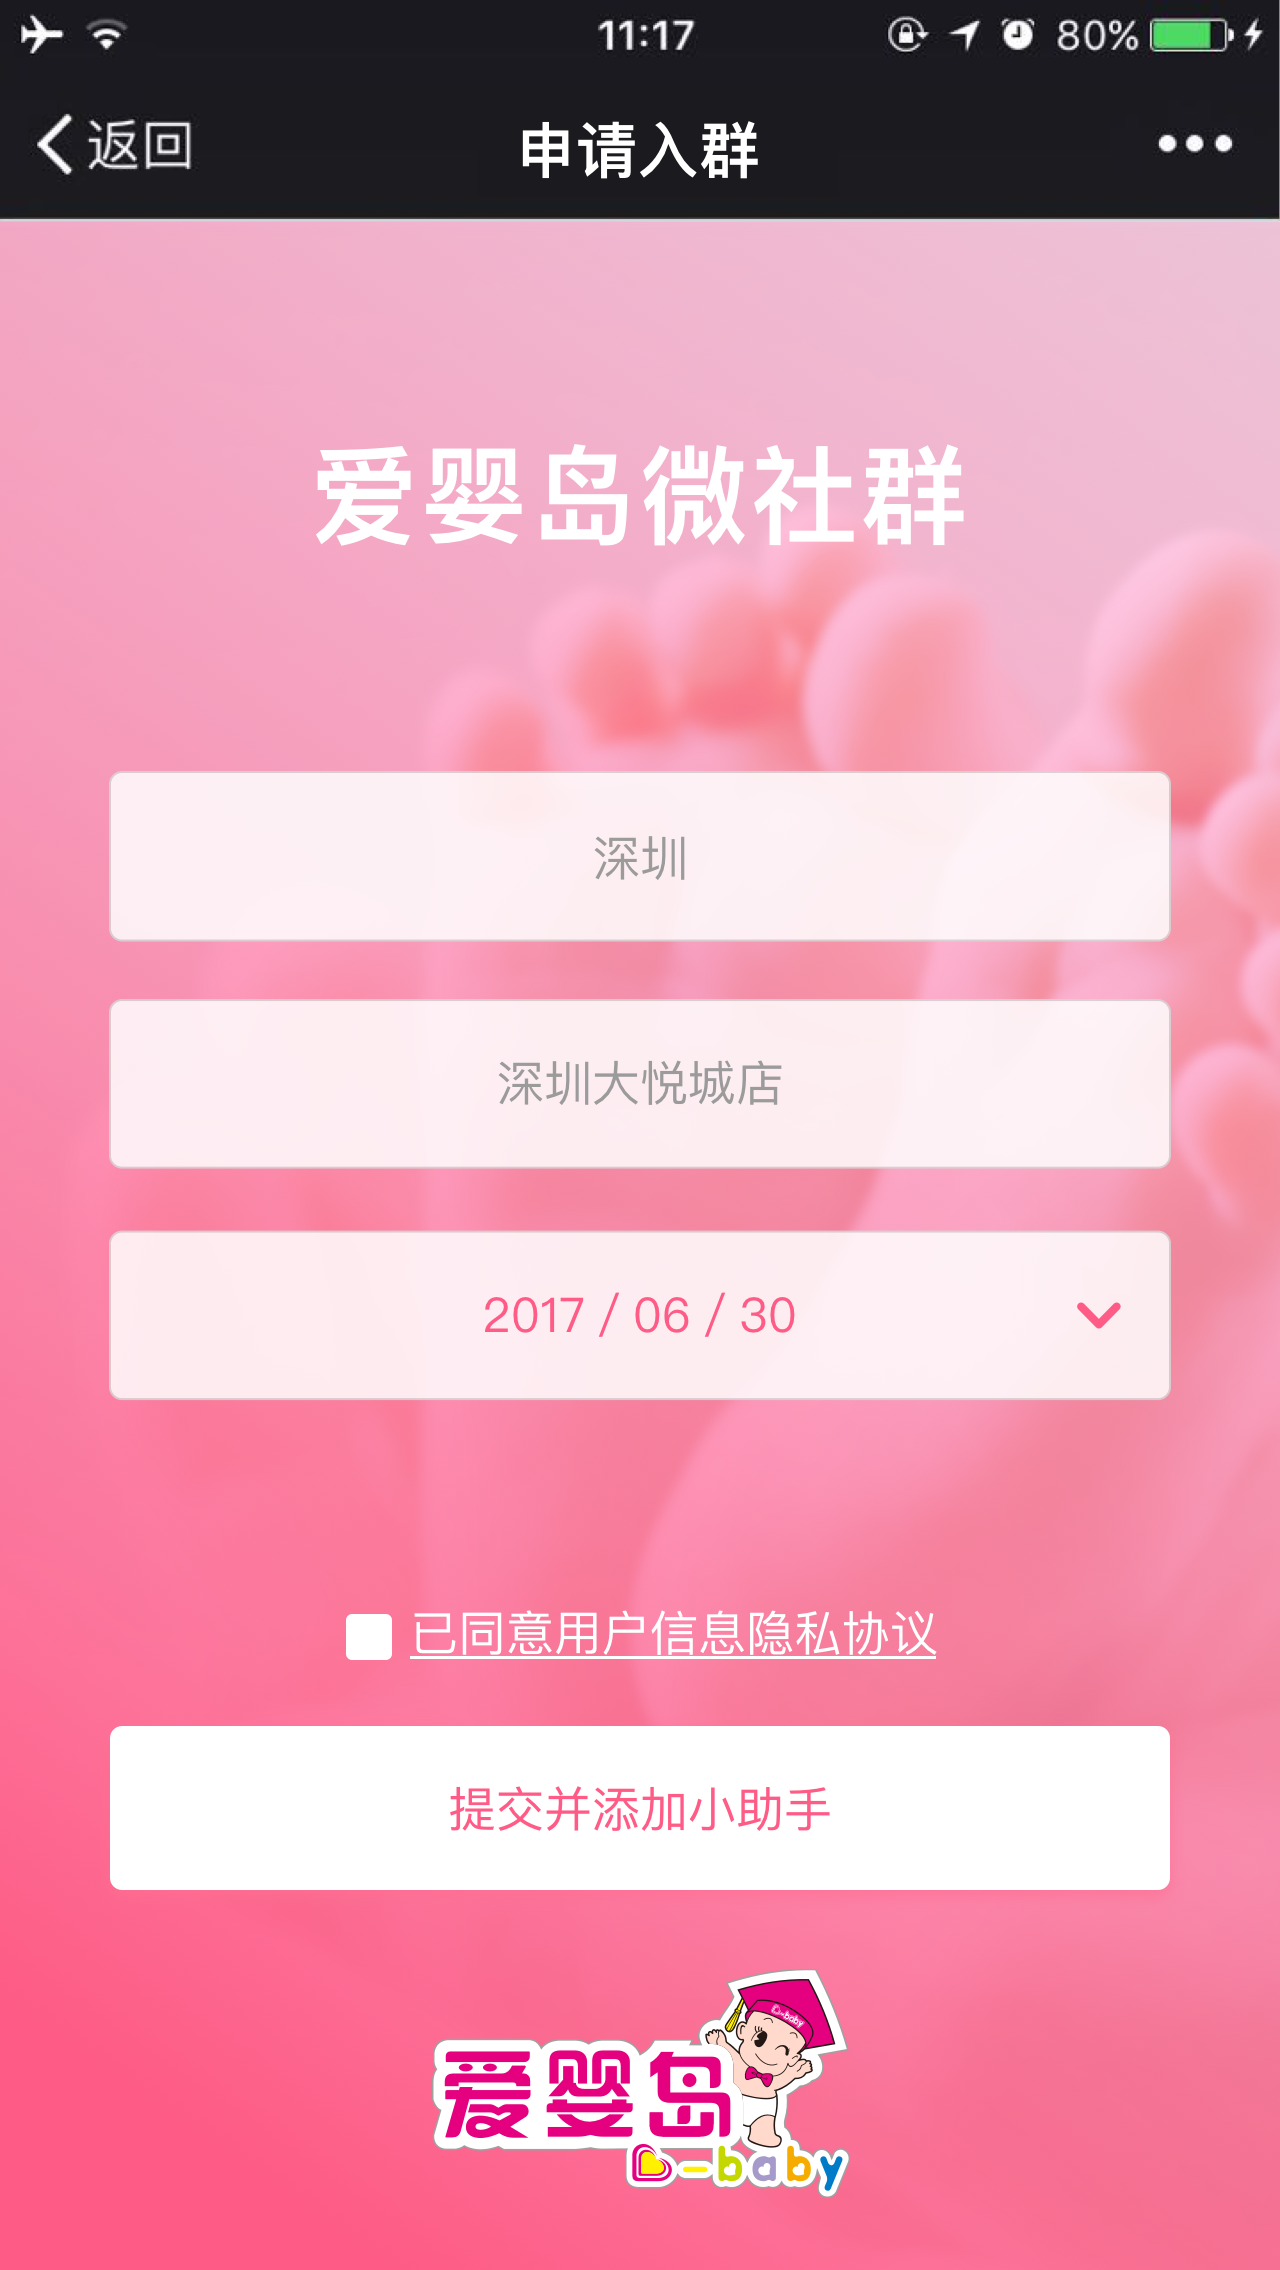 11:17
80%
返回
申请入群
爱婴岛微社群
深圳
深圳大悦城店
2017 / 06 / 30
已同意用户信息隐私协议
提交并添加小助手
-baby
爱婴岛
-baby